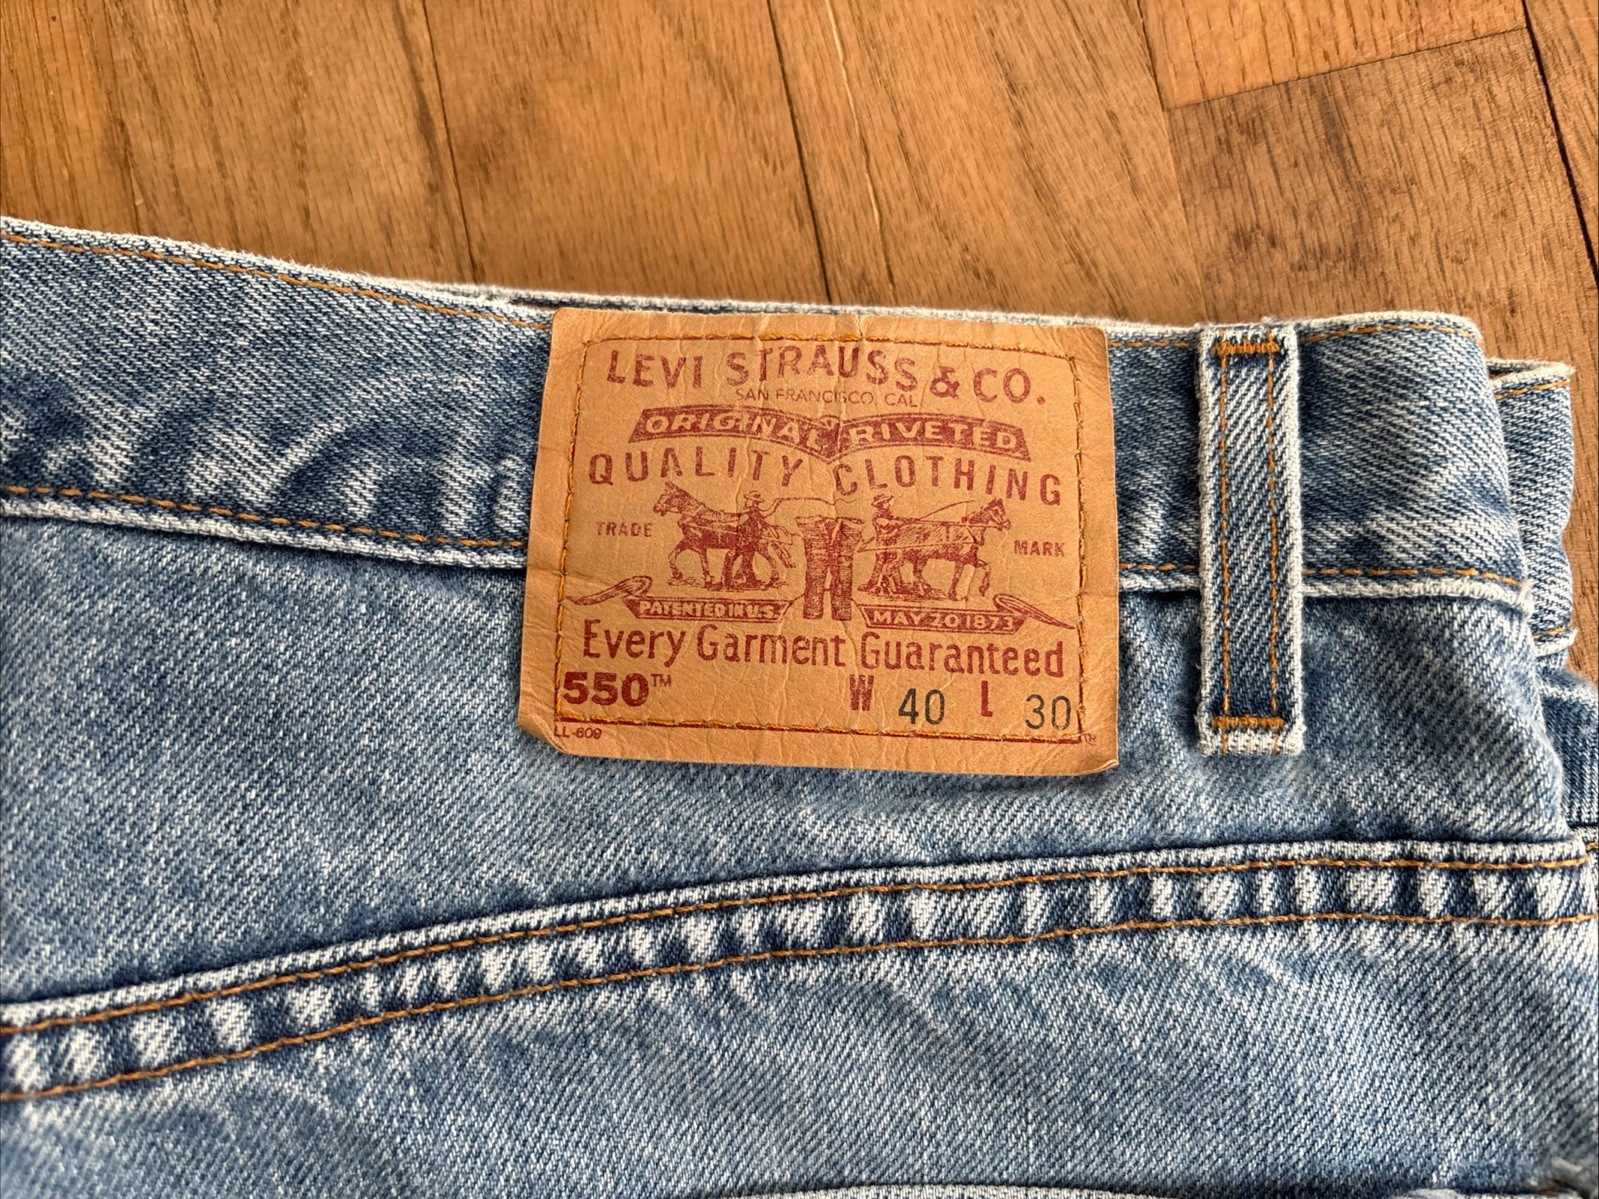 LEVI STRAUSS & CO.
SAN FRANCISCO, CAL
ORIGINAL RIVETED
QUALITY CLOTHING
TRADE MARK
PATENTED IN U.S. MAY 20 1873
Every Garment Guaranteed
550™ W 40 L 30
LL-609